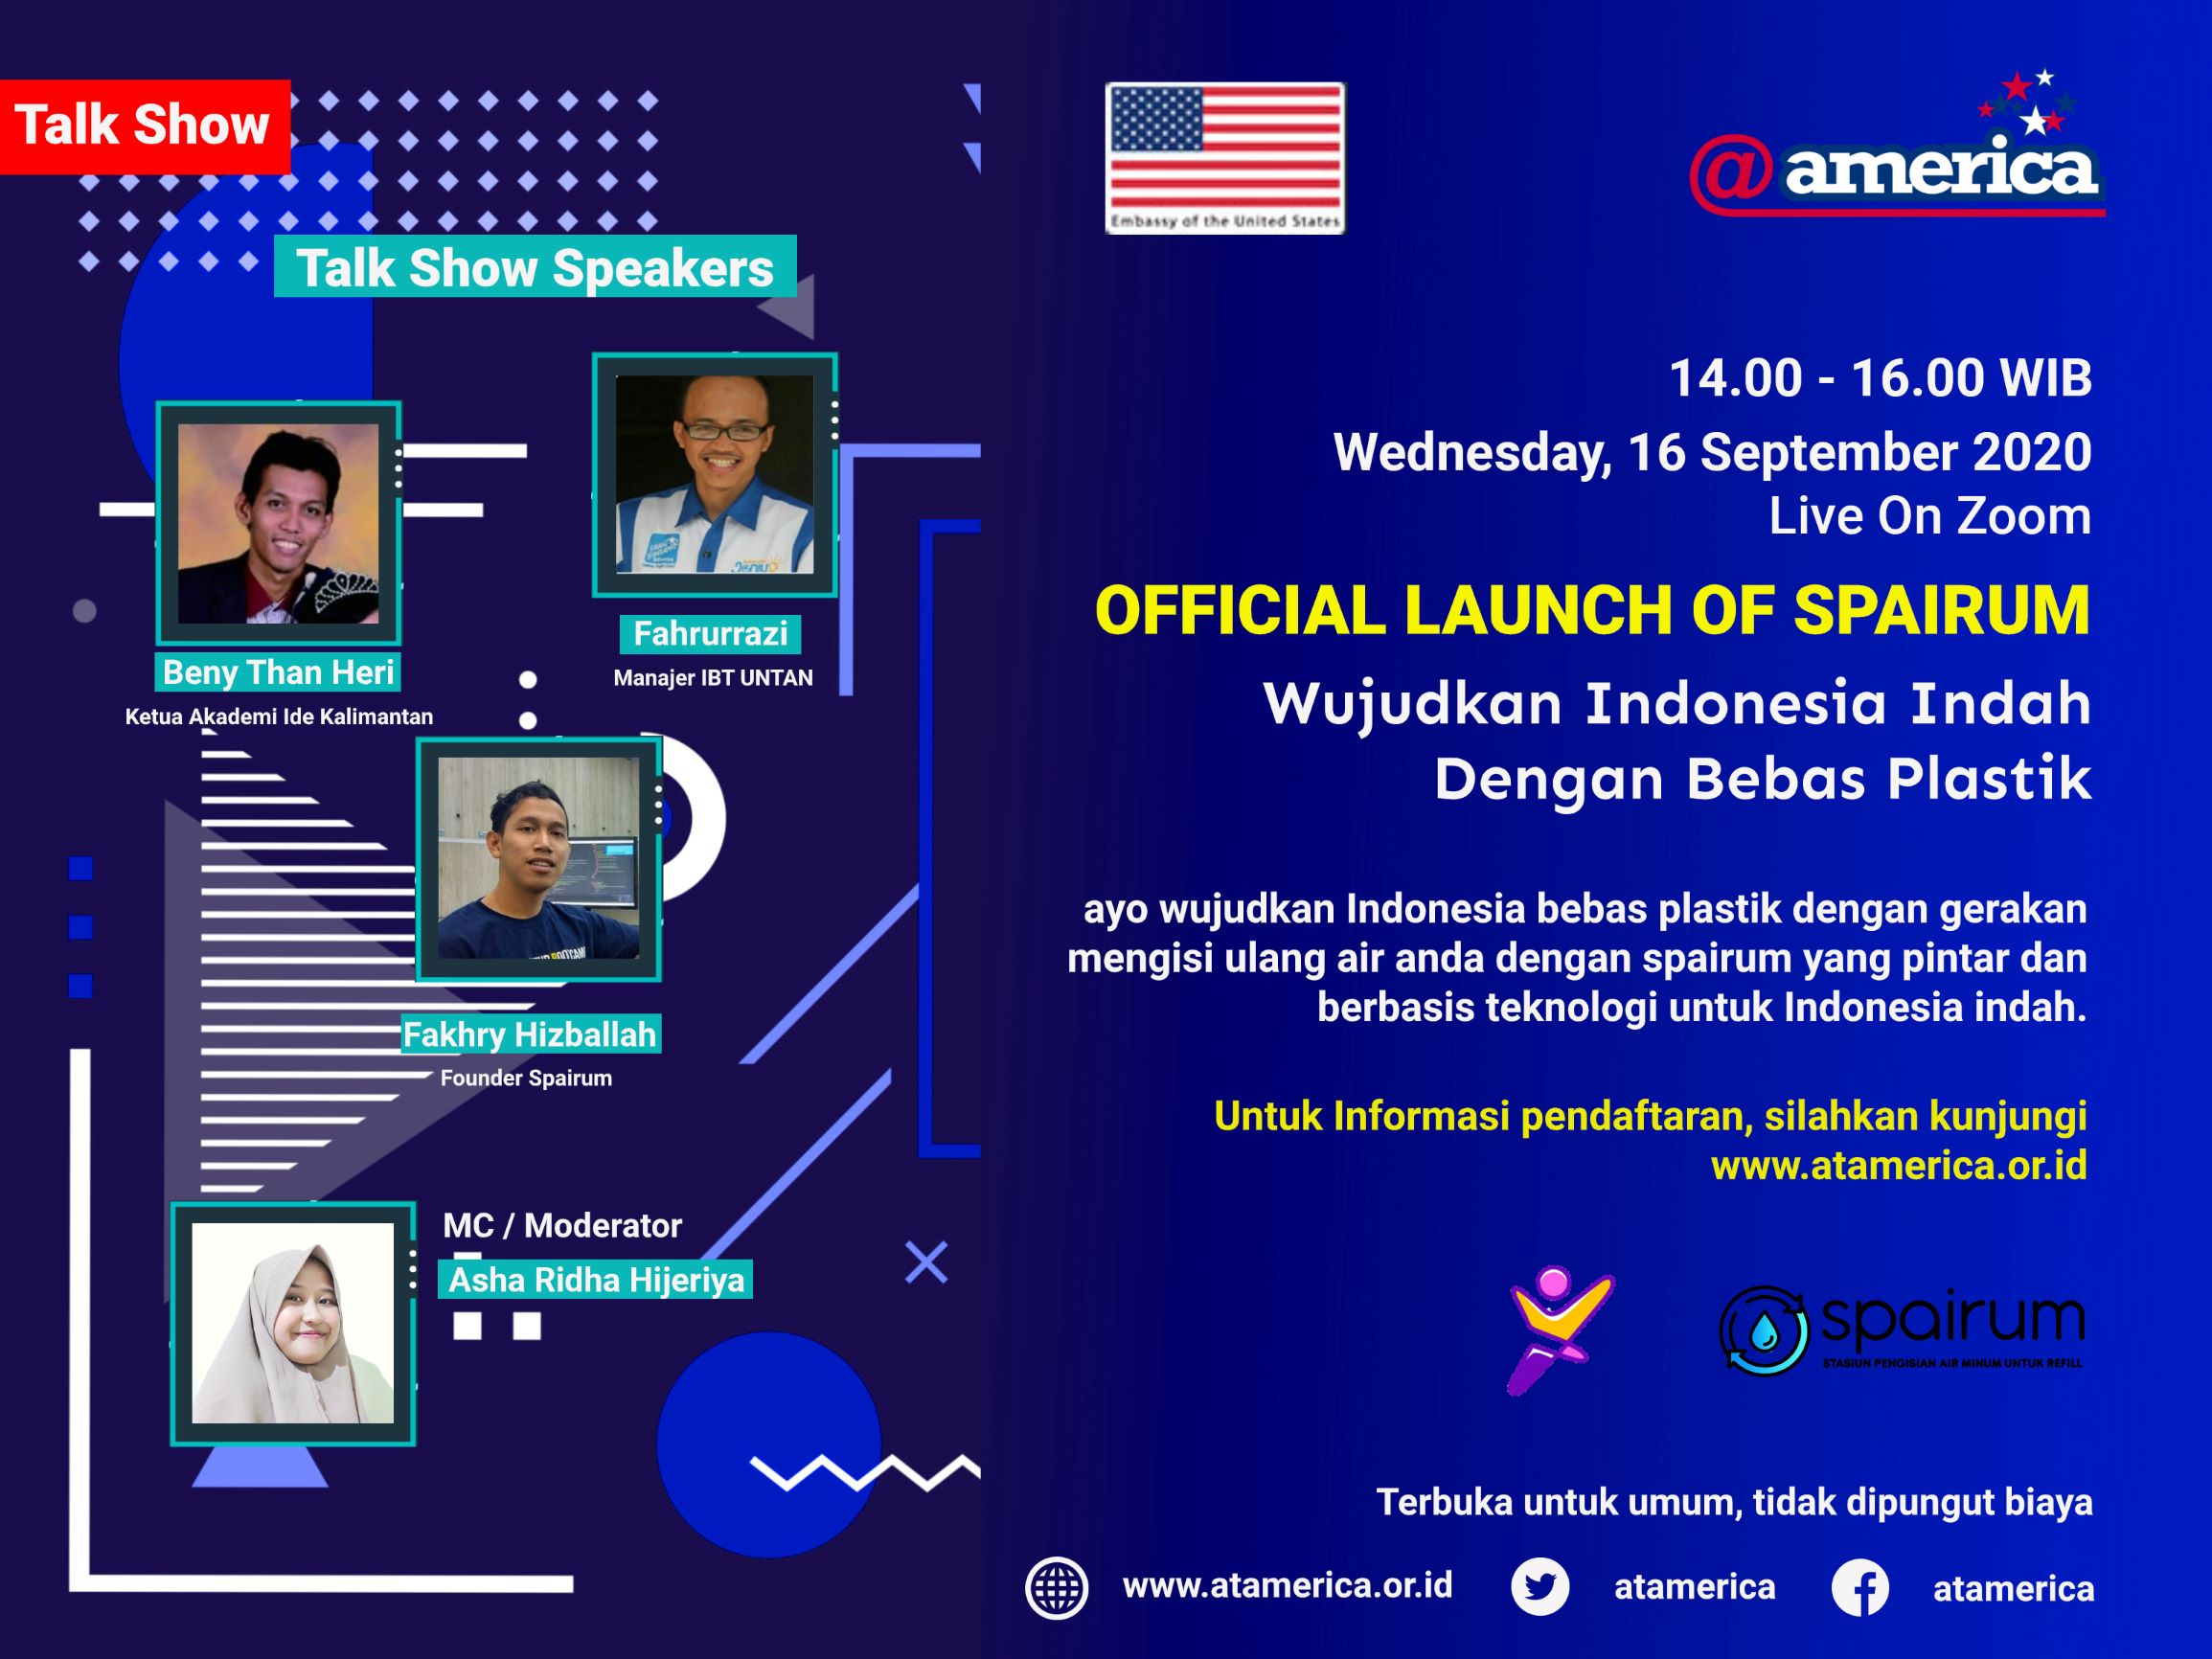 Talk Show
Talk Show Speakers
Beny Than Heri
Ketua Akademi Ide Kalimantan
Fahrurrazi
Manajer IBT UNTAN
Fakhry Hizballah
Founder Spairum
MC / Moderator
Asha Ridha Hijeriya
Embassy of the United States
@america
14.00 - 16.00 WIB
Wednesday, 16 September 2020
Live On Zoom
OFFICIAL LAUNCH OF SPAIRUM
Wujudkan Indonesia Indah
Dengan Bebas Plastik
ayo wujudkan Indonesia bebas plastik dengan gerakan
mengisi ulang air anda dengan spairum yang pintar dan
berbasis teknologi untuk Indonesia indah.
Untuk Informasi pendaftaran, silahkan kunjungi
www.atamerica.or.id
spairum
STASIUN PENGISIAN AIR MINUM UNTUK REFILL
Terbuka untuk umum, tidak dipungut biaya
www.atamerica.or.id
atamerica
atamerica